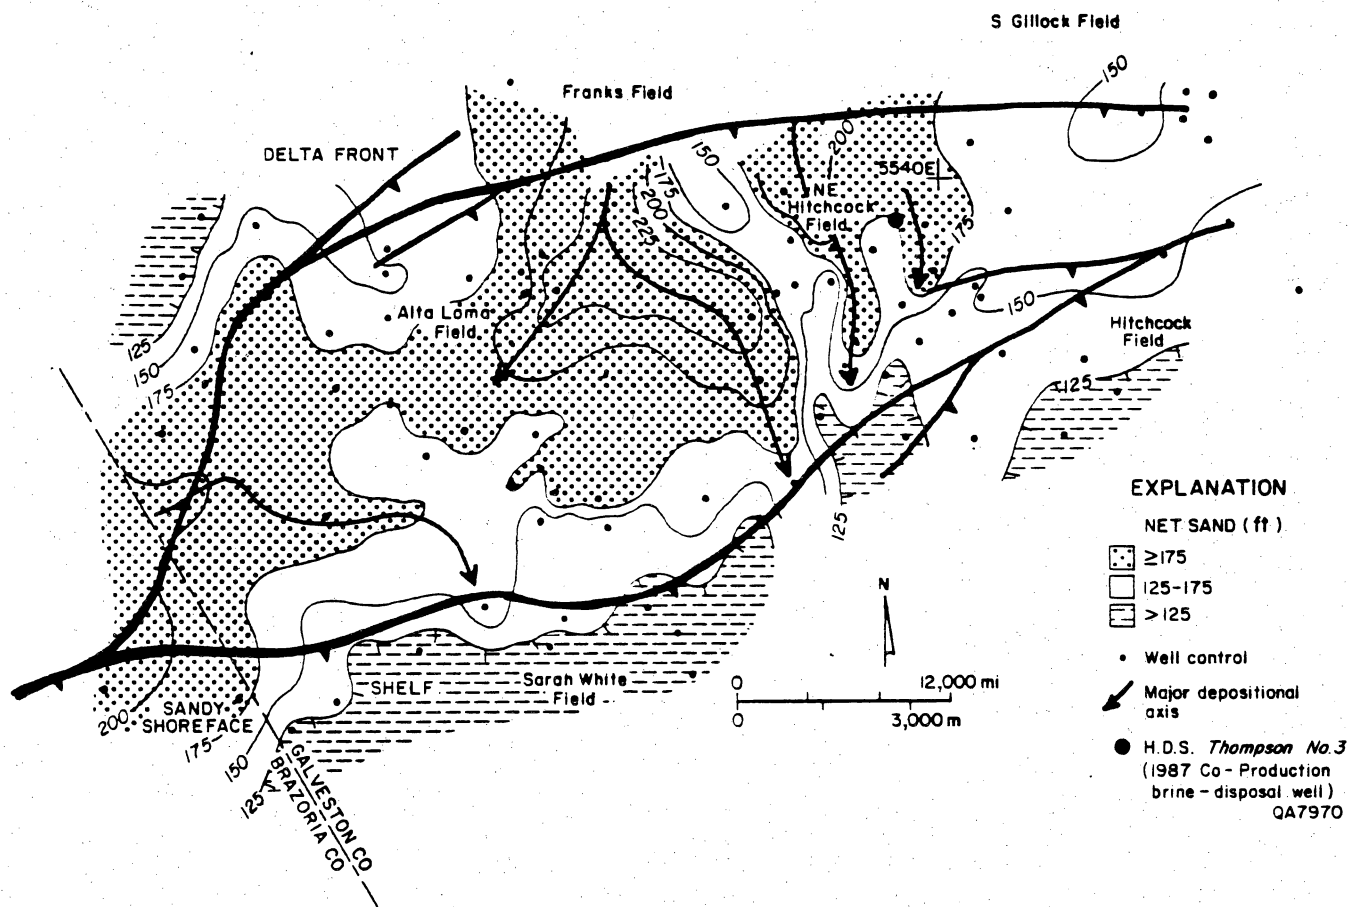 S Gillock Field
150
Franks Field
DELTA FRONT
150
200
5540E
175
200
225
NE
Hitchcock
Field
175
150
Alta Loma
Field
Hitchcock
Field
125
150
175
125
125
EXPLANATION
NET SAND (ft)
≥175
125-175
>125
N
Well control
Major depositional
axis
H.D.S. Thompson No. 3
(1987 Co-Production
brine-disposal well)
QA7970
0 12,000 mi
0 3,000 m
SHELF
Sarah White
Field
SANDY
SHOREFACE
200
175
150
125
GALVESTON CO
BRAZORIA CO